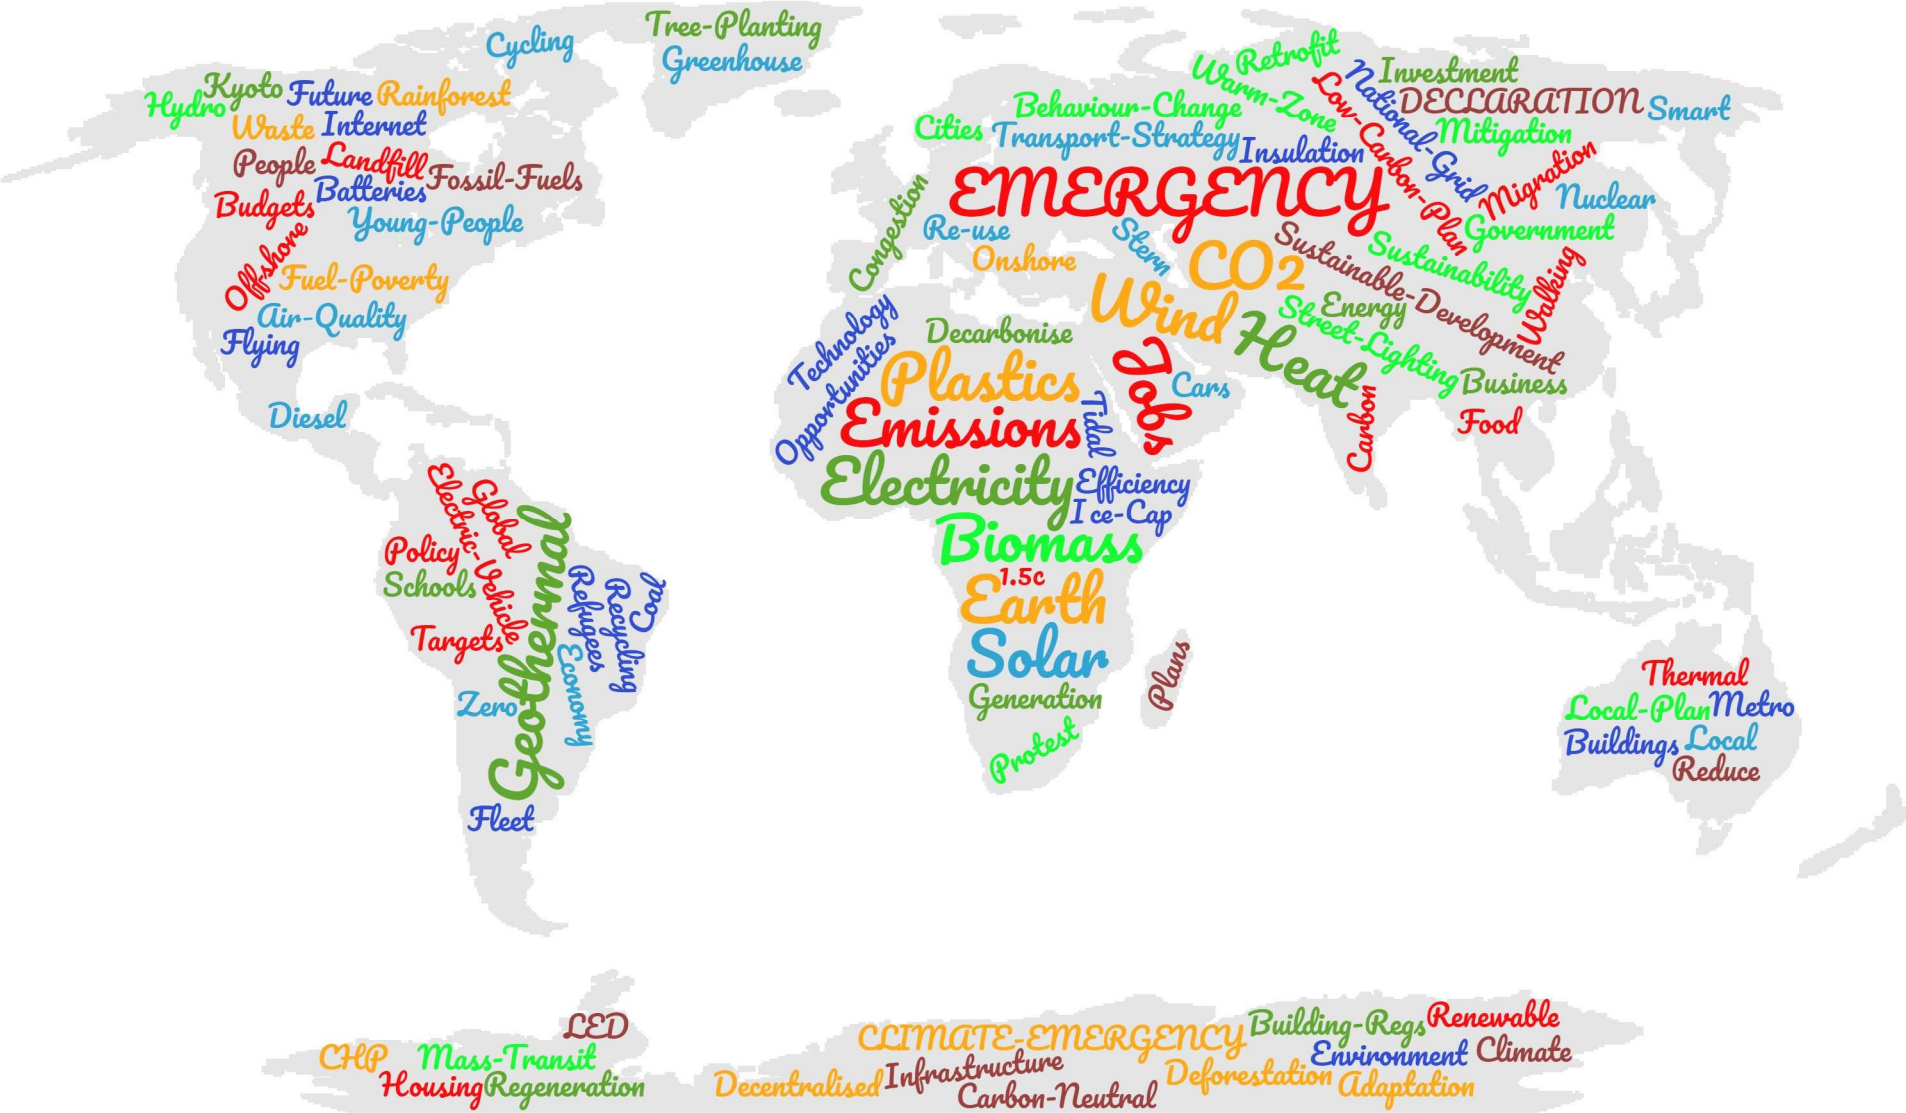 Tree-Planting
Greenhouse
Cycling
Kyoto
Hydro
Future
Rainforest
Waste
Internet
People
Landfill
Batteries
Fossil-Fuels
Budgets
Young-People
Off-shore
Fuel-Poverty
Air-Quality
Flying
Diesel
Electric-Vehicle
Global
Policy
Schools
Targets
Geothermal
Refugees
Recycling
Coal
Economy
Zero
Fleet
Retrofit
Warm-Zone
Low-Carbon-Plan
National-Grid
Investment
DECLARATION
Smart
Mitigation
Behaviour-Change
Cities
Transport-Strategy
Insulation
Migration
Nuclear
Government
EMERGENCY
Congestion
Re-use
Onshore
Stern
CO2
Sustainable-Development
Sustainability
Walking
Wind
Energy
Street-Lighting
Heat
Business
Food
Carbon
Technology
Opportunities
Decarbonise
Plastics
Jobs
Cars
Tidal
Emissions
Electricity
Efficiency
Ice-Cap
Biomass
1.5c
Earth
Solar
Generation
Plans
Protest
Thermal
Local-Plan
Metro
Buildings
Local
Reduce
LED
CHP
Mass-Transit
Housing
Regeneration
CLIMATE-EMERGENCY
Building-Regs
Renewable
Environment
Climate
Decentralised
Infrastructure
Carbon-Neutral
Deforestation
Adaptation